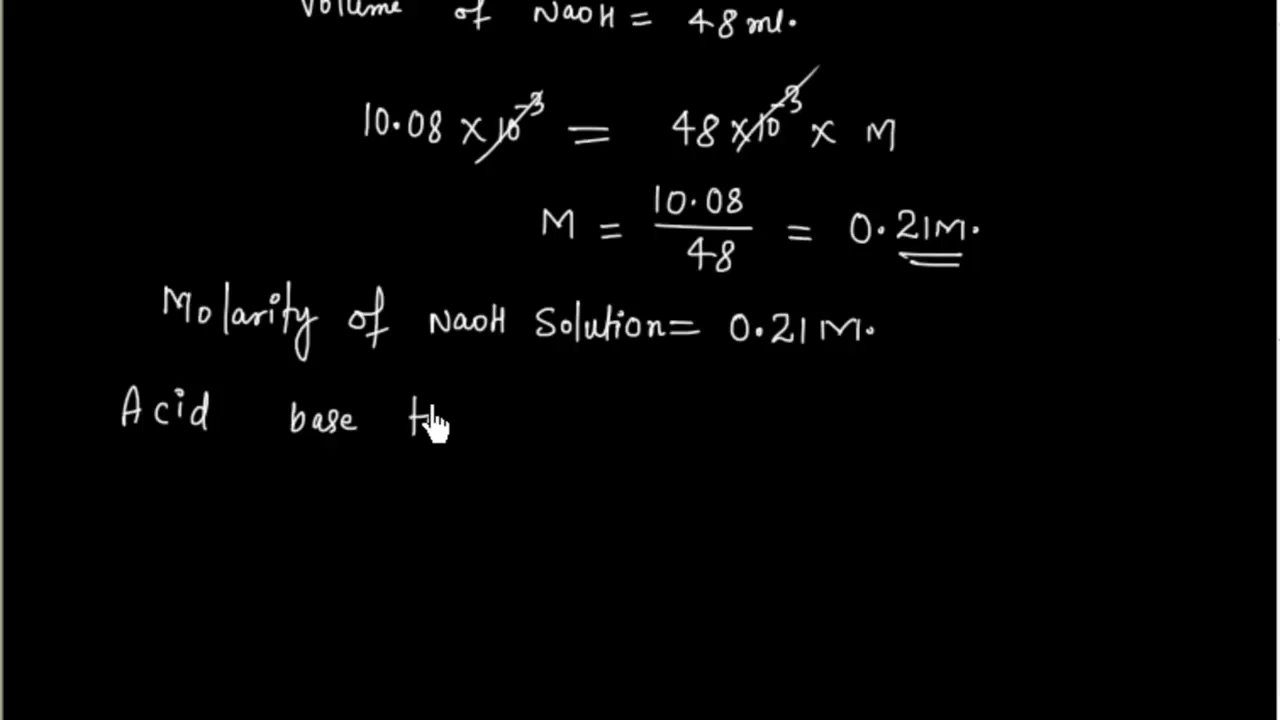 Volume of NaoH = 48 ml.
10.08 × 10⁻³ = 48 × 10⁻³ × M
M = 10.08 / 48 = 0.21M.
Molarity of NaoH Solution = 0.21 M.
Acid base t